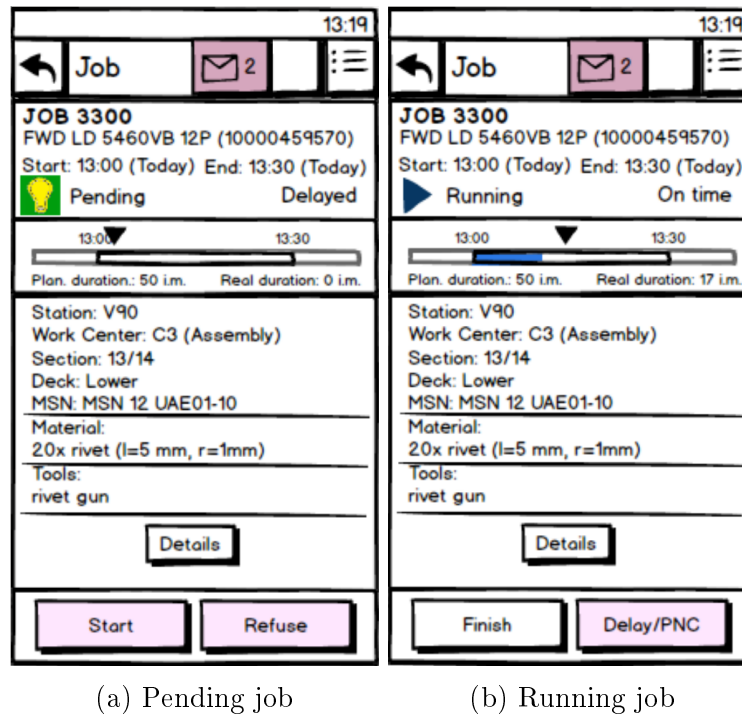 13:19
Job
2
JOB 3300
FWD LD 5460VB 12P (10000459570)
Start: 13:00 (Today) End: 13:30 (Today)
Pending Delayed
13:00 13:30
Plan. duration.: 50 i.m. Real duration: 0 i.m.
Station: V90
Work Center: C3 (Assembly)
Section: 13/14
Deck: Lower
MSN: MSN 12 UAE01-10
Material:
20x rivet (l=5 mm, r=1mm)
Tools:
rivet gun
Details
Start Refuse
(a) Pending job
13:19
Job
2
JOB 3300
FWD LD 5460VB 12P (10000459570)
Start: 13:00 (Today) End: 13:30 (Today)
Running On time
13:00 13:30
Plan. duration.: 50 i.m. Real duration: 17 i.m.
Station: V90
Work Center: C3 (Assembly)
Section: 13/14
Deck: Lower
MSN: MSN 12 UAE01-10
Material:
20x rivet (l=5 mm, r=1mm)
Tools:
rivet gun
Details
Finish Delay/PNC
(b) Running job